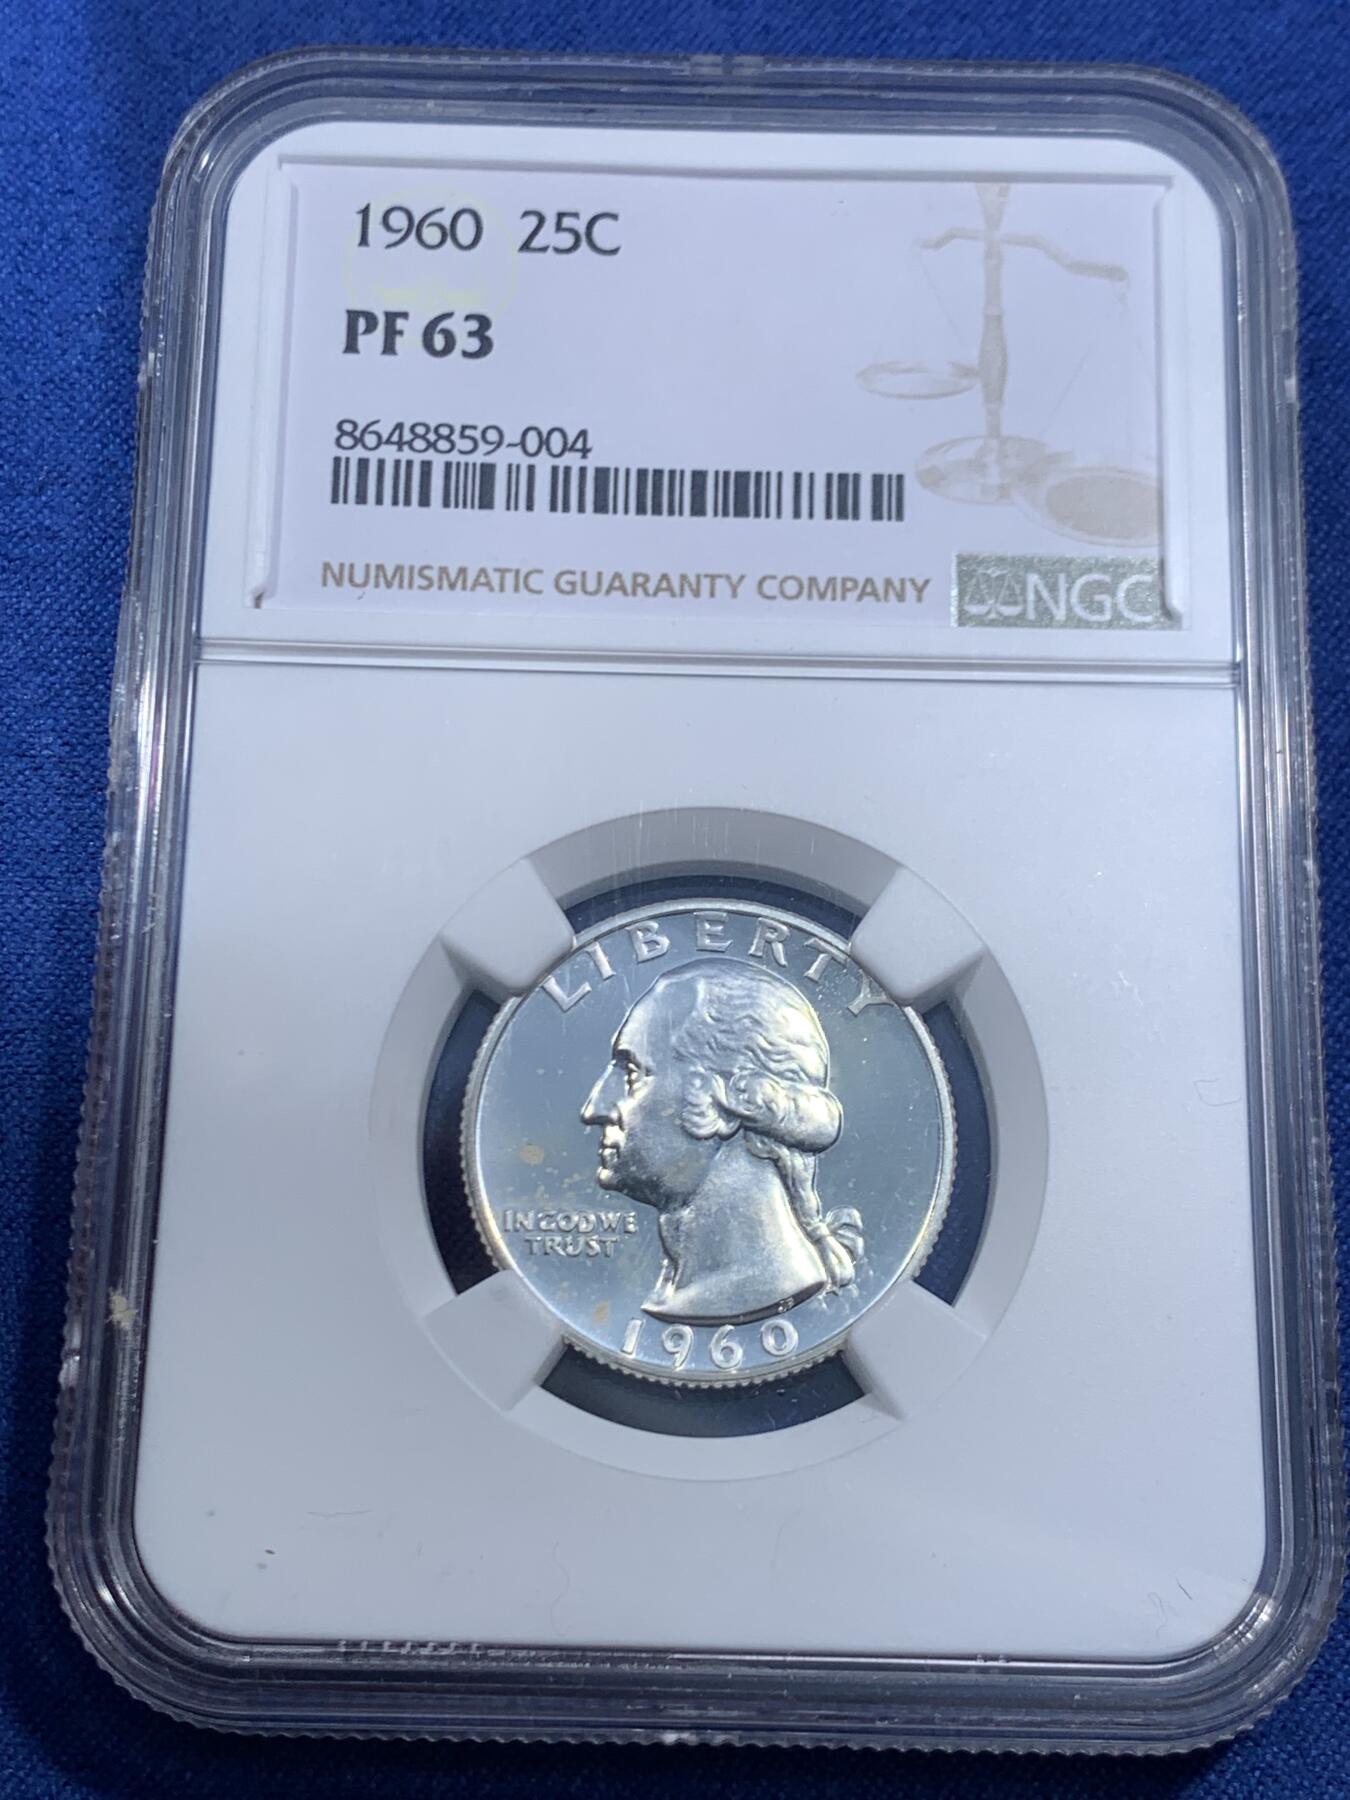 1960 25C
PF 63
8648859-004
NUMISMATIC GUARANTY COMPANY
NGC
LIBERTY
IN GOD WE
TRUST
1960